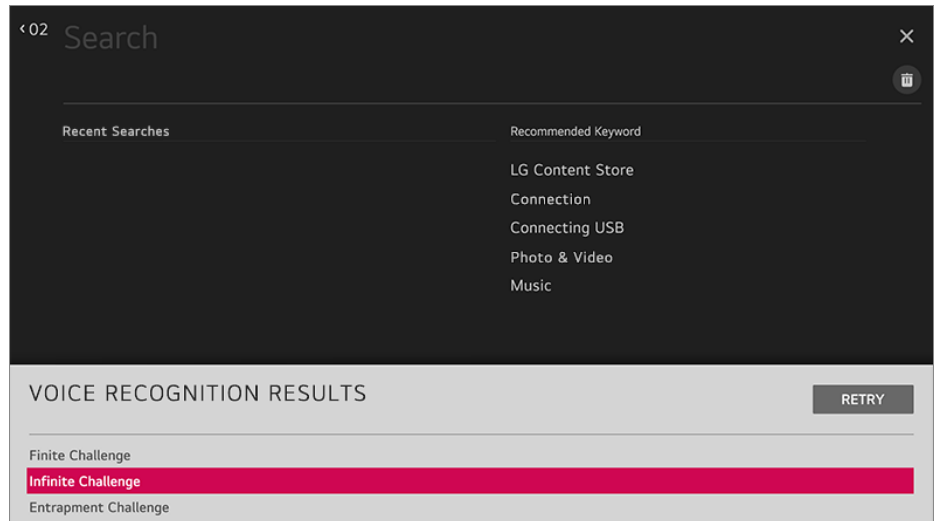 ‹02
Search
Recent Searches
Recommended Keyword
LG Content Store
Connection
Connecting USB
Photo & Video
Music
VOICE RECOGNITION RESULTS
RETRY
Finite Challenge
Infinite Challenge
Entrapment Challenge